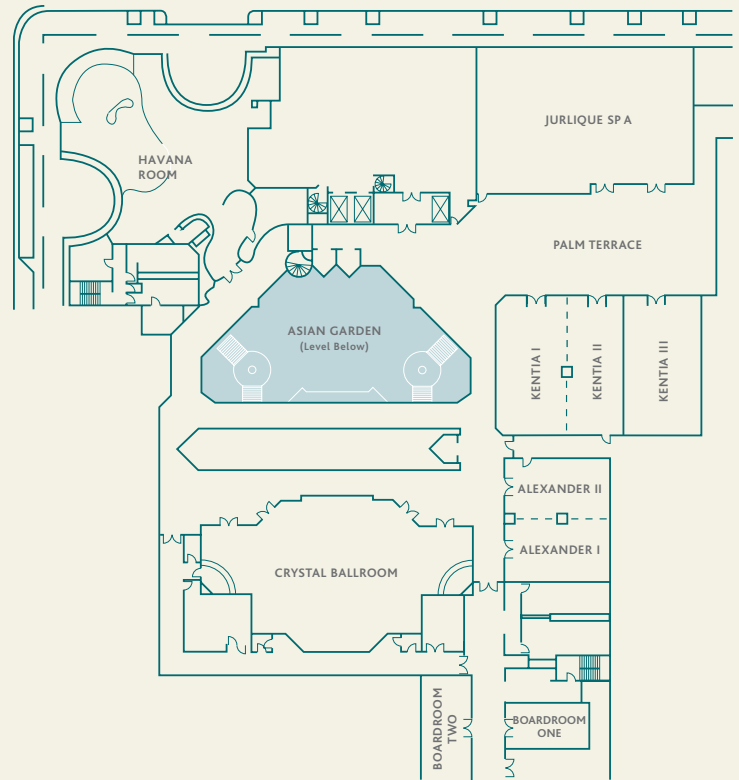 JURLIQUE SP A
HAVANA
ROOM
PALM TERRACE
ASIAN GARDEN
(Level Below)
KENTIA I
KENTIA II
KENTIA III
ALEXANDER II
ALEXANDER I
CRYSTAL BALLROOM
BOARDROOM
TWO
BOARDROOM
ONE